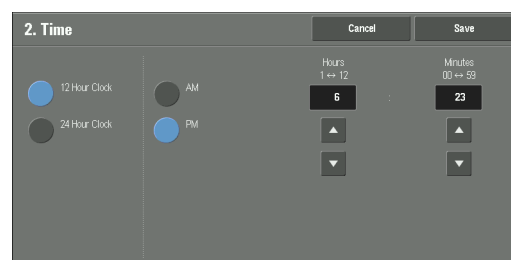 2. Time
Cancel
Save
12 Hour Clock
24 Hour Clock
AM
PM
Hours
1 ↔ 12
6
:
Minutes
00 ↔ 59
23